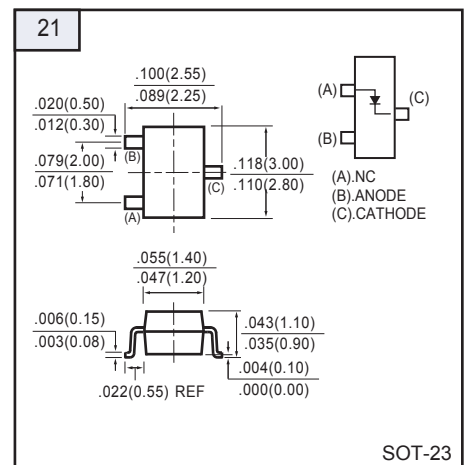 21
.100(2.55)
.089(2.25)
.020(0.50)
.012(0.30)
.079(2.00)
.071(1.80)
(B)
(A)
(C)
.118(3.00)
.110(2.80)
(A)
(B)
(C)
(A).NC
(B).ANODE
(C).CATHODE
.055(1.40)
.047(1.20)
.006(0.15)
.003(0.08)
.043(1.10)
.035(0.90)
.004(0.10)
.000(0.00)
.022(0.55) REF
SOT-23